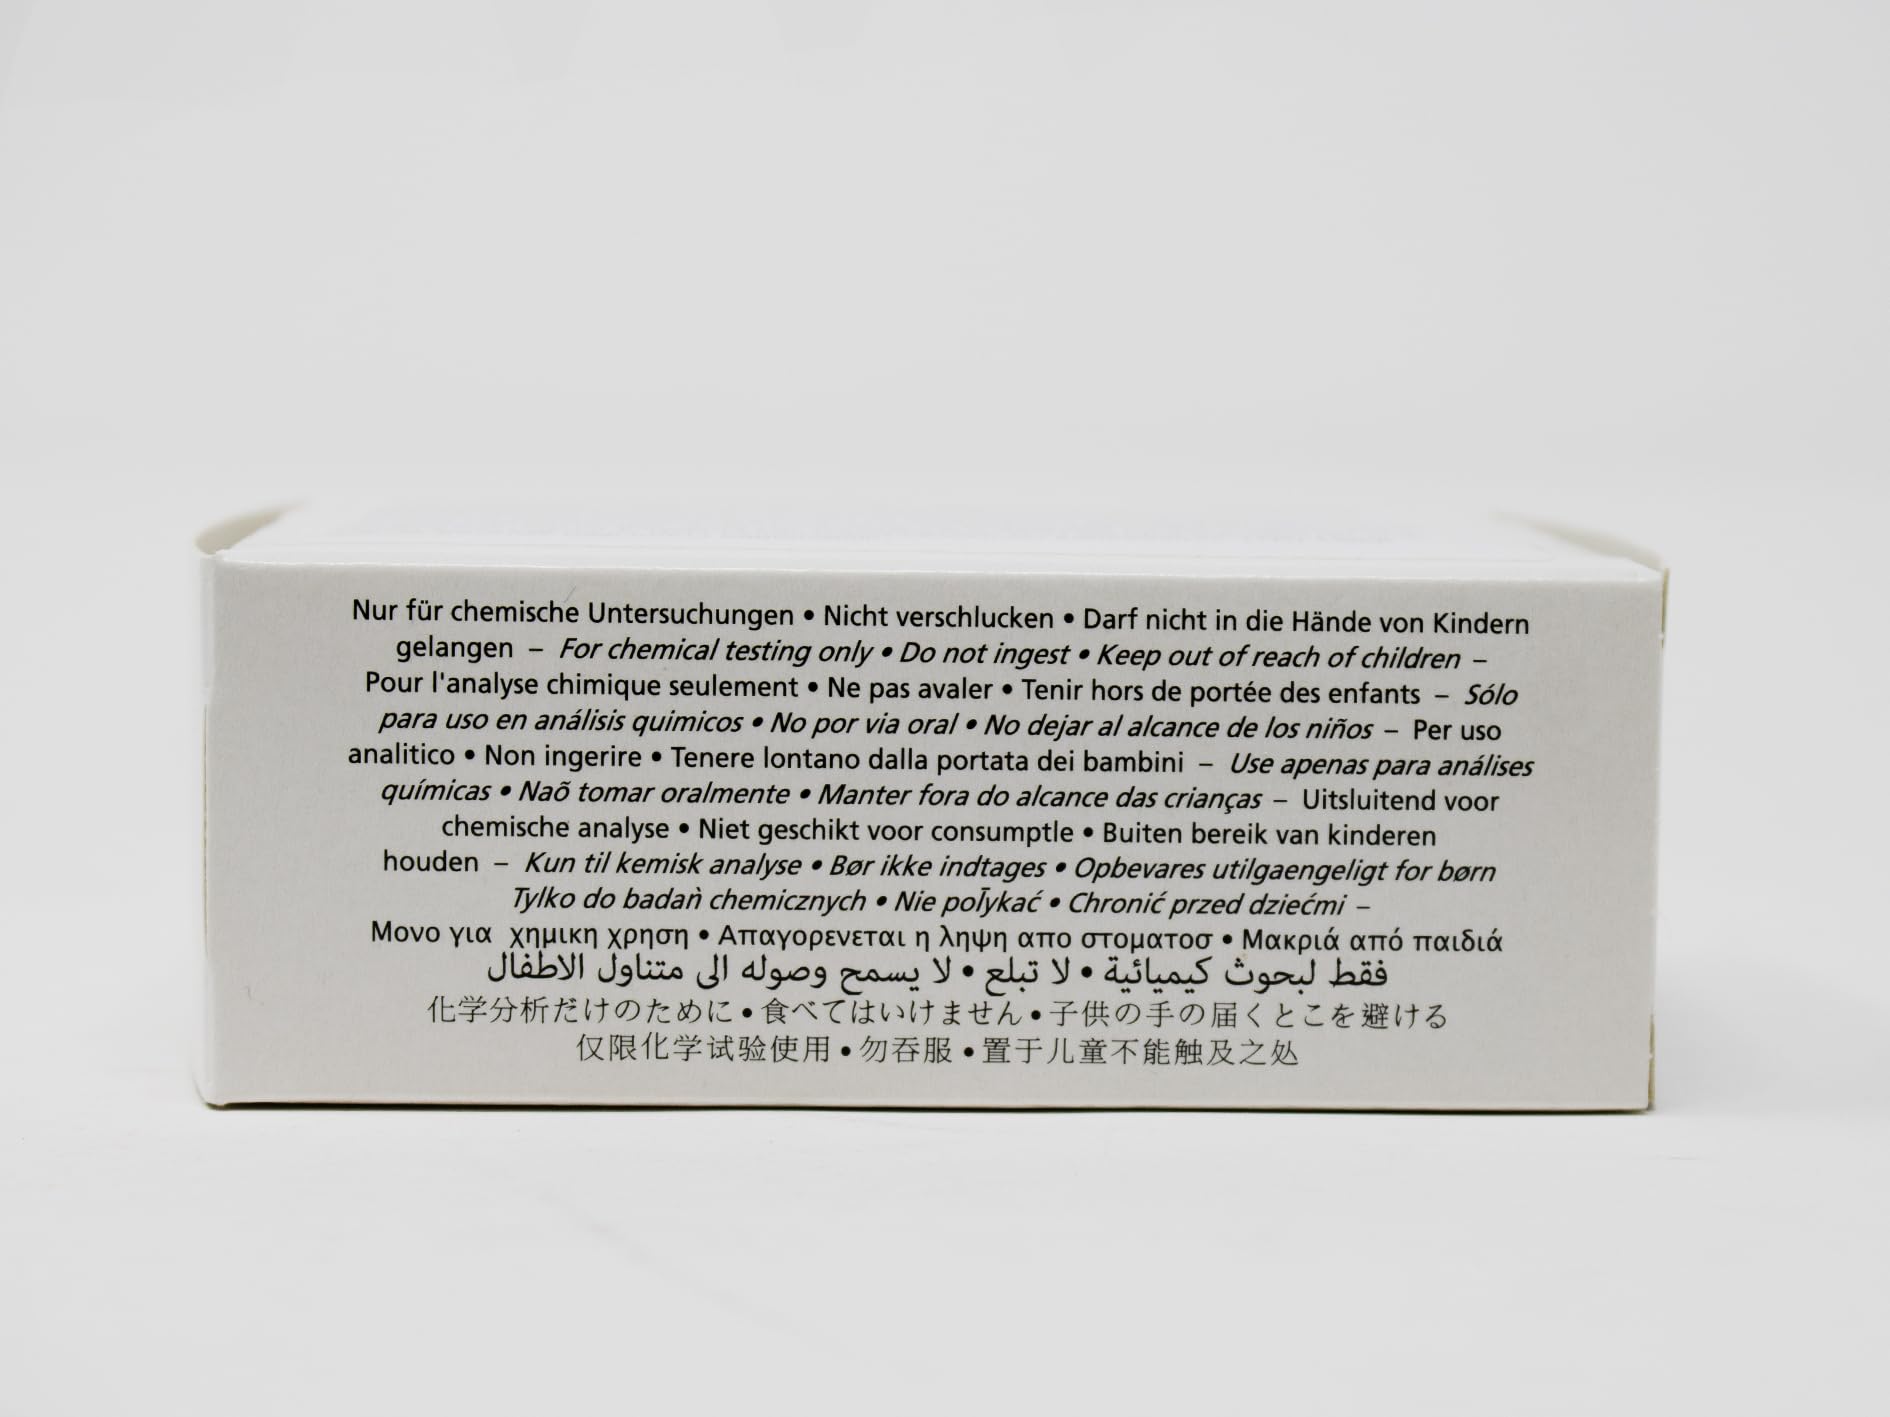 Nur für chemische Untersuchungen • Nicht verschlucken • Darf nicht in die Hände von Kindern
gelangen – For chemical testing only • Do not ingest • Keep out of reach of children –
Pour l'analyse chimique seulement • Ne pas avaler • Tenir hors de portée des enfants – Sólo
para uso en análisis quimicos • No por via oral • No dejar al alcance de los niños – Per uso
analitico • Non ingerire • Tenere lontano dalla portata dei bambini – Use apenas para análises
químicas • Naõ tomar oralmente • Manter fora do alcance das crianças – Uitsluitend voor
chemische analyse • Niet geschikt voor consumptle • Buiten bereik van kinderen
houden – Kun til kemisk analyse • Bør ikke indtages • Opbevares utilgaengeligt for børn
Tylko do badaǹ chemicznych • Nie pol̄ykać • Chronić przed dziećmi –
Μονο για χημικη χρηση • Απαγορενεται η ληψη απο στοματοσ • Μακριά από παιδιά
فقط لبحوث كيميائية • لا تبلع • لا يسمح وصوله الى متناول الاطفال
化学分析だけのために • 食べてはいけません • 子供の手の届くとこを避ける
仅限化学试验使用 • 勿吞服 • 置于儿童不能触及之处